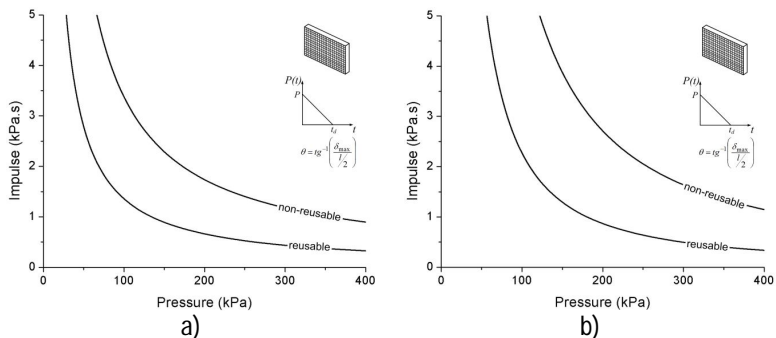 5
4
3
2
1
0
Impulse (kPa.s)
0 100 200 300 400
Pressure (kPa)
non-reusable
reusable
P(t)
P
t_d t
θ = tg⁻¹(δ_max / l/2)
a)
5
4
3
2
1
0
Impulse (kPa.s)
0 100 200 300 400
Pressure (kPa)
non-reusable
reusable
P(t)
P
t_d t
θ = tg⁻¹(δ_max / l/2)
b)